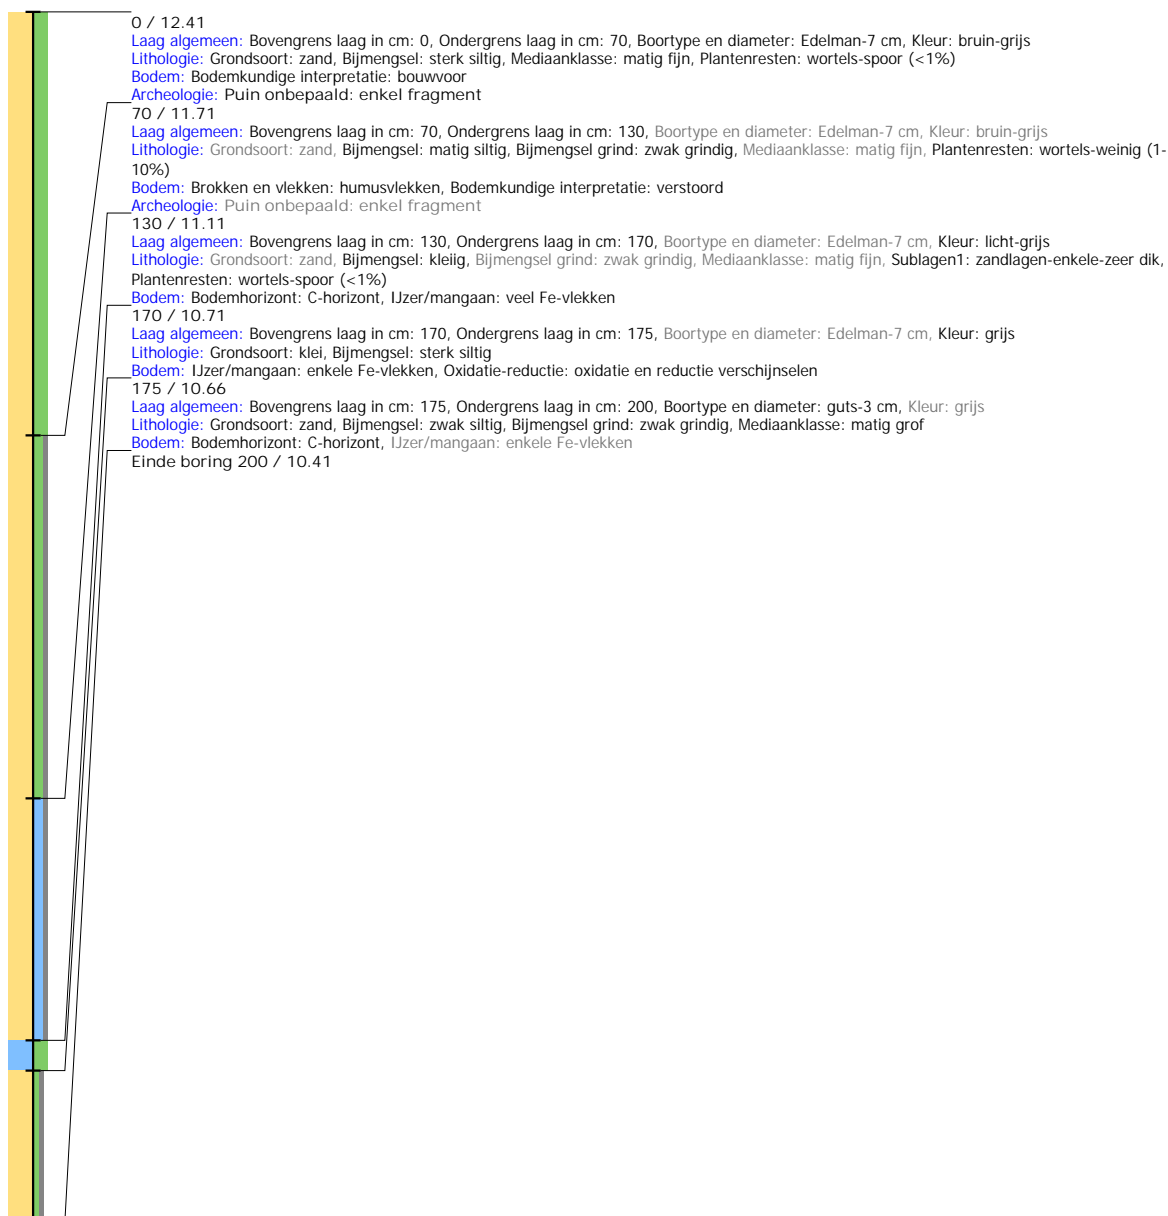 0 / 12.41
Laag algemeen: Bovengrens laag in cm: 0, Ondergrens laag in cm: 70, Boortype en diameter: Edelman-7 cm, Kleur: bruin-grijs
Lithologie: Grondsoort: zand, Bijmengsel: sterk siltig, Mediaanklasse: matig fijn, Plantenresten: wortels-spoor (<1%)
Bodem: Bodemkundige interpretatie: bouwvoor
Archeologie: Puin onbepaald: enkel fragment
70 / 11.71
Laag algemeen: Bovengrens laag in cm: 70, Ondergrens laag in cm: 130, Boortype en diameter: Edelman-7 cm, Kleur: bruin-grijs
Lithologie: Grondsoort: zand, Bijmengsel: matig siltig, Bijmengsel grind: zwak grindig, Mediaanklasse: matig fijn, Plantenresten: wortels-weinig (1-
10%)
Bodem: Brokken en vlekken: humusvlekken, Bodemkundige interpretatie: verstoord
Archeologie: Puin onbepaald: enkel fragment
130 / 11.11
Laag algemeen: Bovengrens laag in cm: 130, Ondergrens laag in cm: 170, Boortype en diameter: Edelman-7 cm, Kleur: licht-grijs
Lithologie: Grondsoort: zand, Bijmengsel: kleiig, Bijmengsel grind: zwak grindig, Mediaanklasse: matig fijn, Sublagen1: zandlagen-enkele-zeer dik,
Plantenresten: wortels-spoor (<1%)
Bodem: Bodemhorizont: C-horizont, IJzer/mangaan: veel Fe-vlekken
170 / 10.71
Laag algemeen: Bovengrens laag in cm: 170, Ondergrens laag in cm: 175, Boortype en diameter: Edelman-7 cm, Kleur: grijs
Lithologie: Grondsoort: klei, Bijmengsel: sterk siltig
Bodem: IJzer/mangaan: enkele Fe-vlekken, Oxidatie-reductie: oxidatie en reductie verschijnselen
175 / 10.66
Laag algemeen: Bovengrens laag in cm: 175, Ondergrens laag in cm: 200, Boortype en diameter: guts-3 cm, Kleur: grijs
Lithologie: Grondsoort: zand, Bijmengsel: zwak siltig, Bijmengsel grind: zwak grindig, Mediaanklasse: matig grof
Bodem: Bodemhorizont: C-horizont, IJzer/mangaan: enkele Fe-vlekken
Einde boring 200 / 10.41